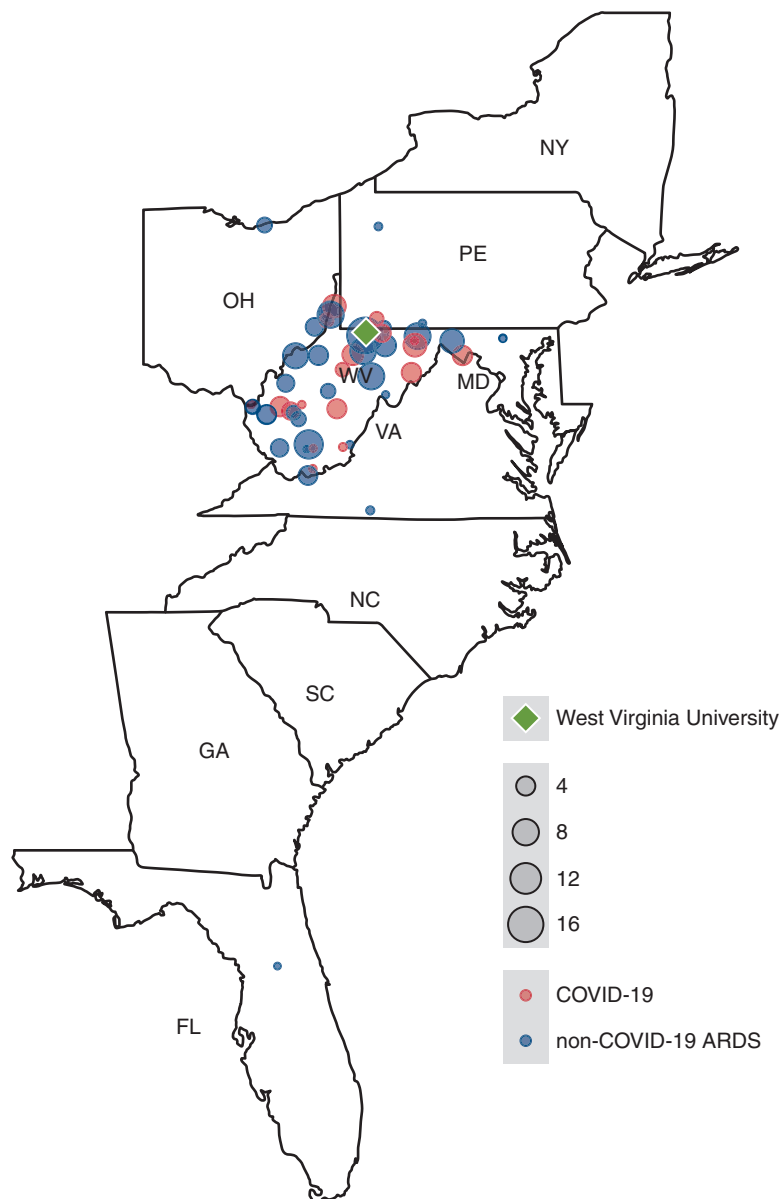 NY
PE
OH
WV
MD
VA
NC
SC
GA
FL
West Virginia University
4
8
12
16
COVID-19
non-COVID-19 ARDS